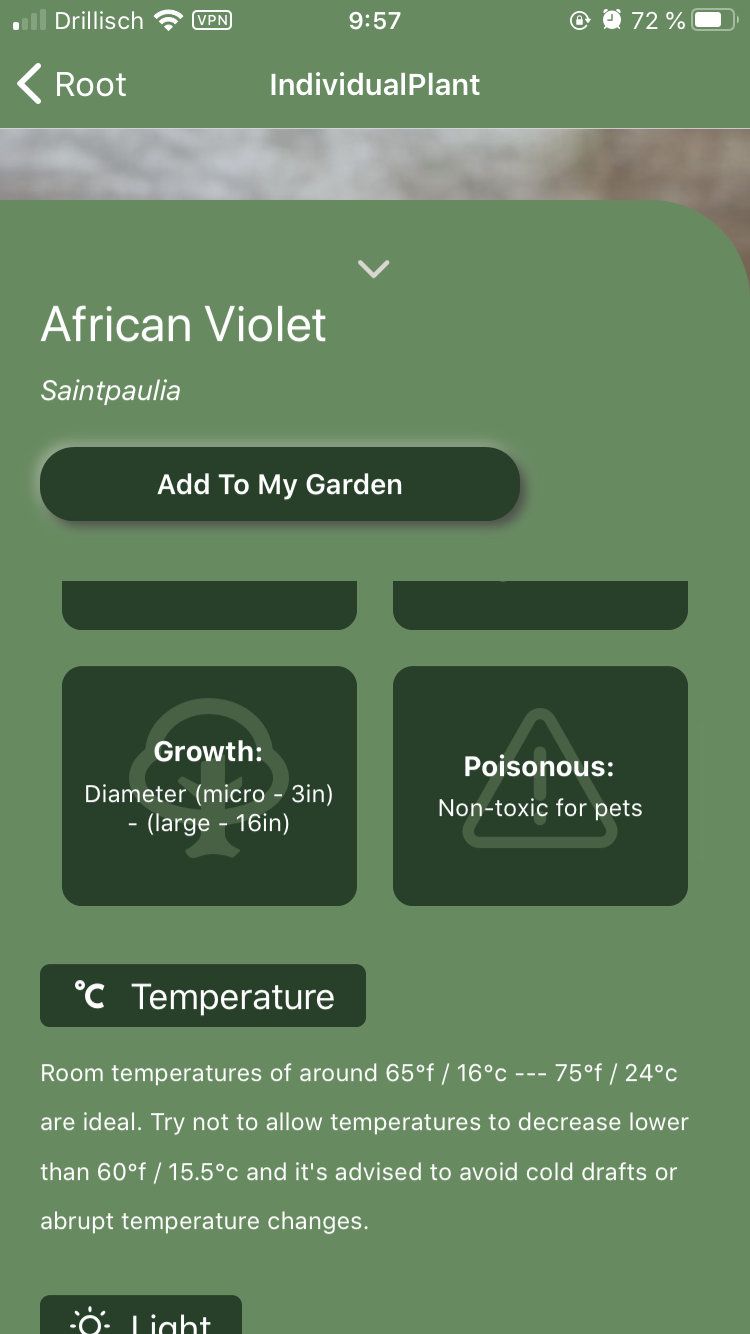 Drillisch VPN 9:57 72 %
Root IndividualPlant
African Violet
Saintpaulia
Add To My Garden
Growth:
Diameter (micro - 3in)
- (large - 16in)
Poisonous:
Non-toxic for pets
°C Temperature
Room temperatures of around 65°f / 16°c --- 75°f / 24°c
are ideal. Try not to allow temperatures to decrease lower
than 60°f / 15.5°c and it's advised to avoid cold drafts or
abrupt temperature changes.
Light